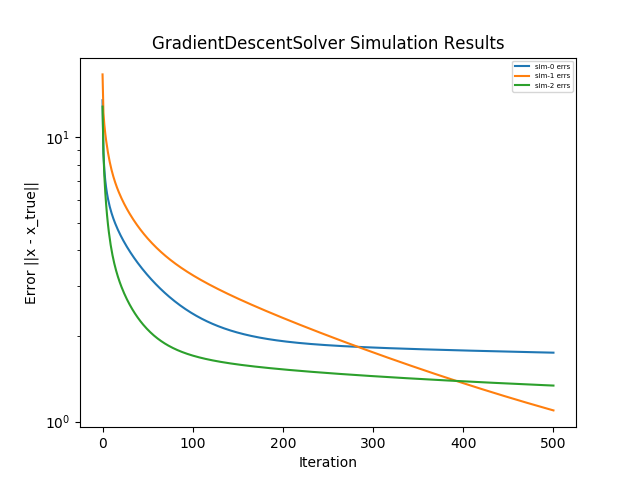 GradientDescentSolver Simulation Results
sim-0 errs
sim-1 errs
sim-2 errs
10¹
10⁰
Error ||x - x_true||
0 100 200 300 400 500
Iteration